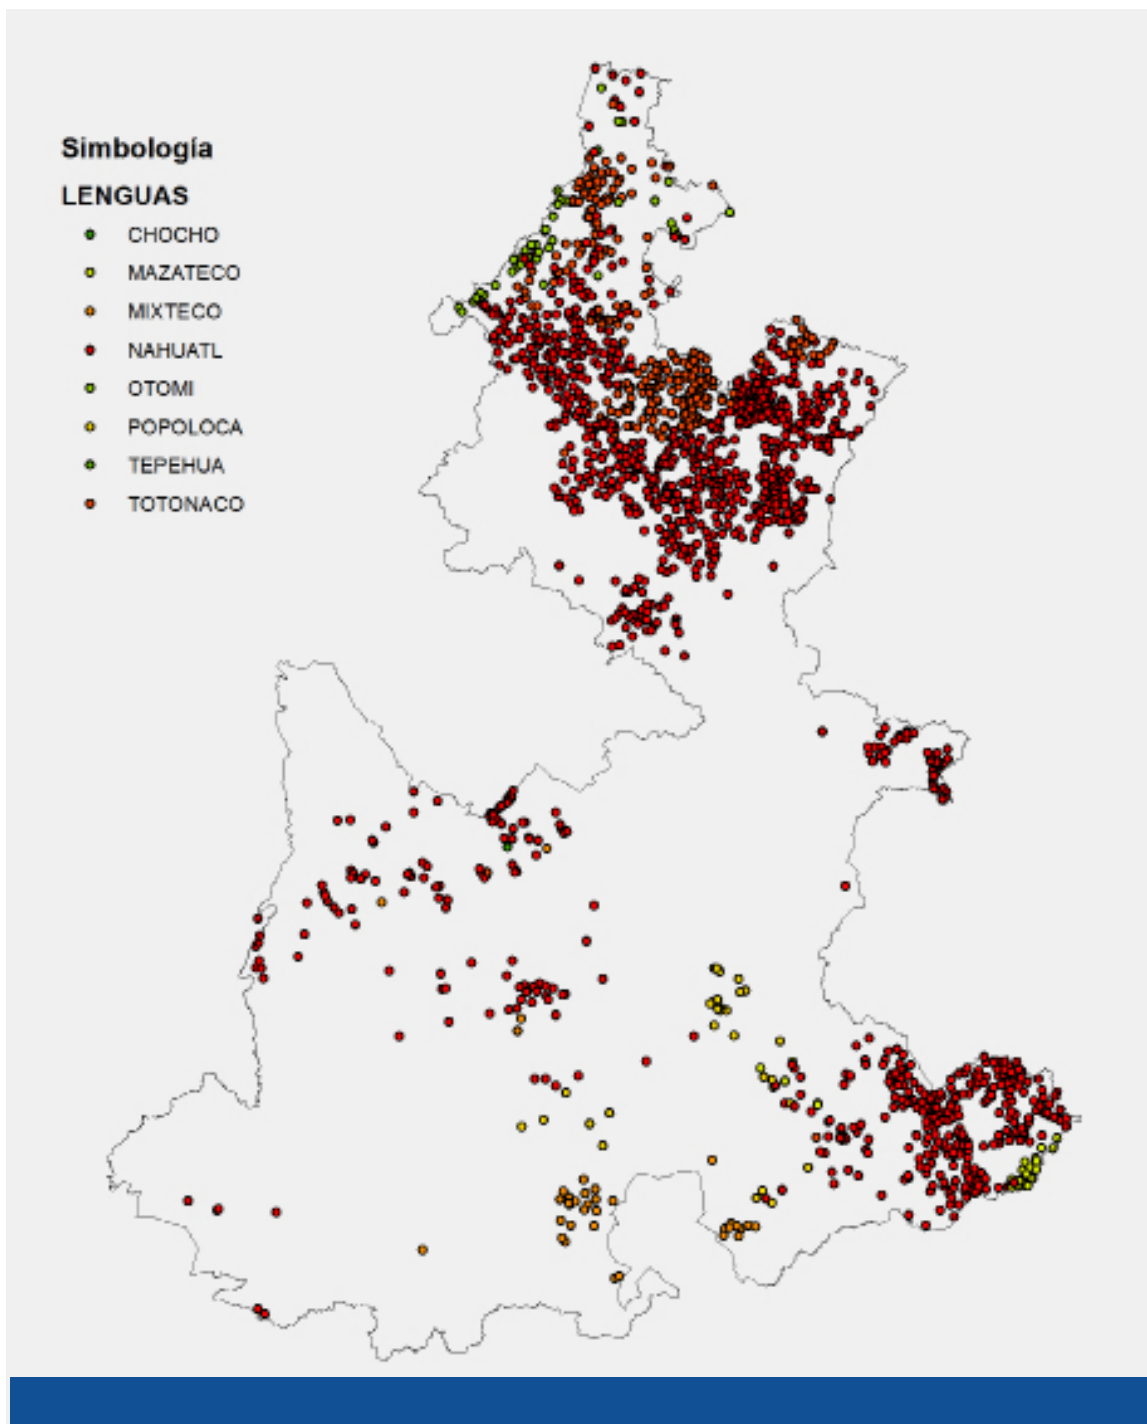 Simbología
LENGUAS
CHOCHO
MAZATECO
MIXTECO
NAHUATL
OTOMI
POPOLOCA
TEPEHUA
TOTONACO